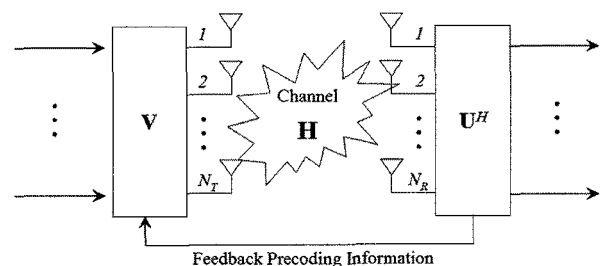 1
1
2
2
Channel
V
H
U^H
N_T
N_R
Feedback Precoding Information